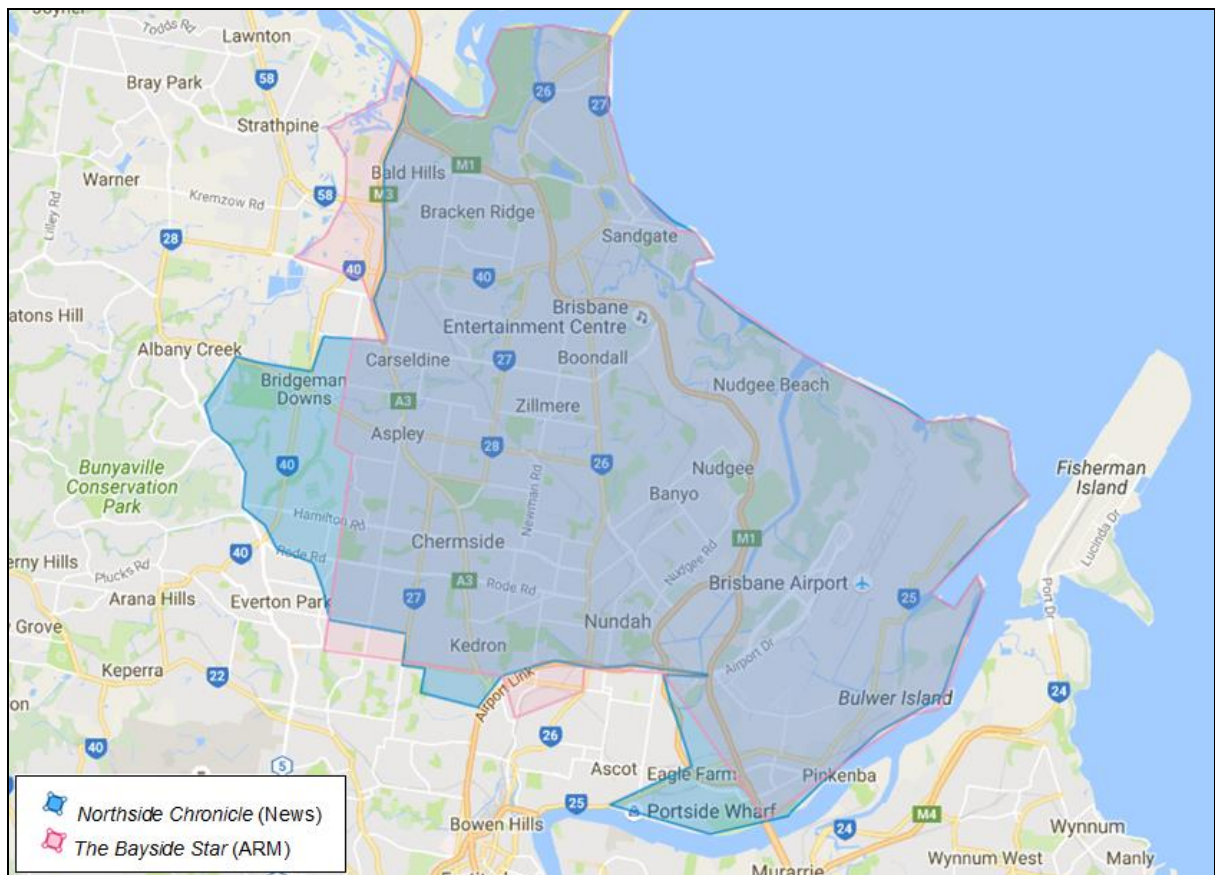 Joyner
Todds Rd
Lawnton
58
Bray Park
26
27
Strathpine
M1
Bald Hills
Warner
58
M3
Kremzow Rd
Bracken Ridge
Lilley Rd
28
Sandgate
40
40
atons Hill
Brisbane
Entertainment Centre
Albany Creek
Carseldine
27
Boondall
Bridgeman
Downs
Nudgee Beach
A3
Zillmere
Aspley
28
26
Bunyaville
Conservation
Park
40
Newman Rd
Nudgee
Banyo
Fisherman
Island
Lucinda Dr
Hamilton Rd
Chermside
M1
40
Rode Rd
Nudgee Rd
erny Hills
Plucks Rd
A3
Rode Rd
Brisbane Airport
Port Dr
Arana Hills
Everton Park
27
25
y Grove
Nundah
Keperra
Kedron
Airport Dr
22
Airport Link
Bulwer Island
24
on
40
26
5
Ascot
Eagle Farm
Pinkenba
25
Portside Wharf
M4
Bowen Hills
24
Wynnum
Wynnum West
Manly
Murarrie
Northside Chronicle (News)
The Bayside Star (ARM)